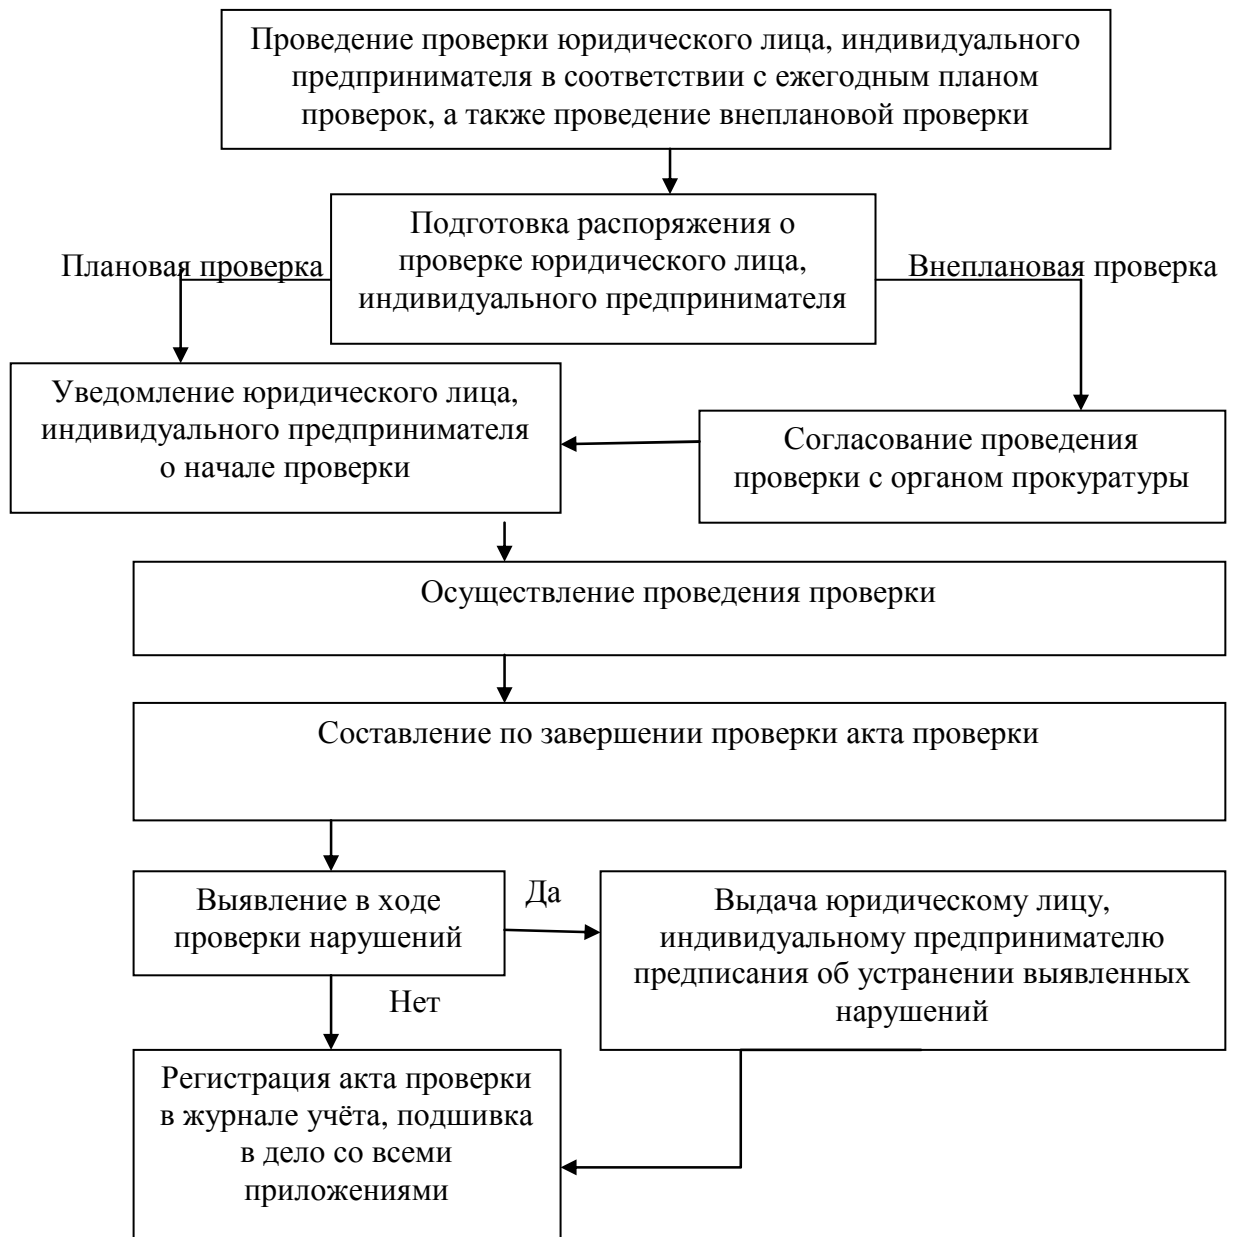 Проведение проверки юридического лица, индивидуального
предпринимателя в соответствии с ежегодным планом
проверок, а также проведение внеплановой проверки
Подготовка распоряжения о
проверке юридического лица,
индивидуального предпринимателя
Плановая проверка
Внеплановая проверка
Уведомление юридического лица,
индивидуального предпринимателя
о начале проверки
Согласование проведения
проверки с органом прокуратуры
Осуществление проведения проверки
Составление по завершении проверки акта проверки
Выявление в ходе
проверки нарушений
Да
Выдача юридическому лицу,
индивидуальному предпринимателю
предписания об устранении выявленных
нарушений
Нет
Регистрация акта проверки
в журнале учёта, подшивка
в дело со всеми
приложениями